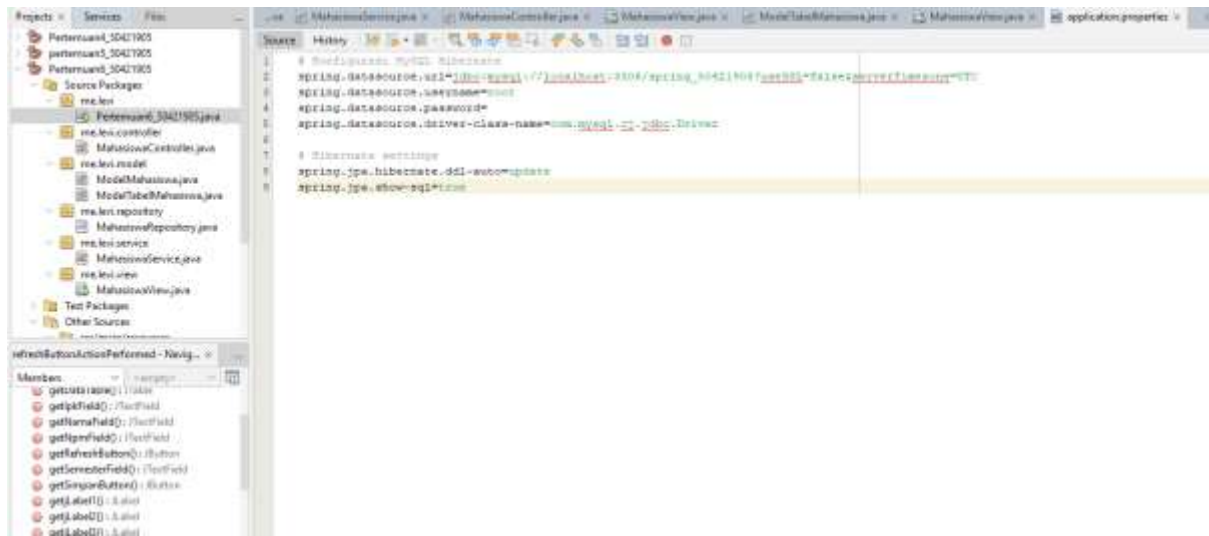 Projects Services Files
Pertemuan4_50421905
pertemuan5_50421905
Pertemuan6_50421905
Source Packages
me.levi
Pertemuan6_50421905.java
me.levi.controller
MahasiswaController.java
me.levi.model
ModelMahasiswa.java
ModelTabelMahasiswa.java
me.levi.repository
MahasiswaRepository.java
me.levi.service
MahasiswaService.java
me.levi.view
MahasiswaView.java
Test Packages
Other Sources
refreshButtonActionPerformed - Navig...
Members <empty>
getDataTable() : JTable
getIpkField() : JTextField
getNamaField() : JTextField
getNpmField() : JTextField
getRefreshButton() : JButton
getSemesterField() : JTextField
getSimpanButton() : JButton
getjLabel1() : JLabel
getjLabel2() : JLabel
getjLabel3() : JLabel
MahasiswaService.java MahasiswaController.java MahasiswaView.java ModelTabelMahasiswa.java MahasiswaView.java application.properties
Source History
1 # Konfigurasi MySQL Hibernate
2 spring.datasource.url=jdbc:mysql://localhost:3306/spring_50421905?useSSL=false&serverTimezone=UTC
3 spring.datasource.username=root
4 spring.datasource.password=
5 spring.datasource.driver-class-name=com.mysql.cj.jdbc.Driver
6
7 # Hibernate settings
8 spring.jpa.hibernate.ddl-auto=update
9 spring.jpa.show-sql=true